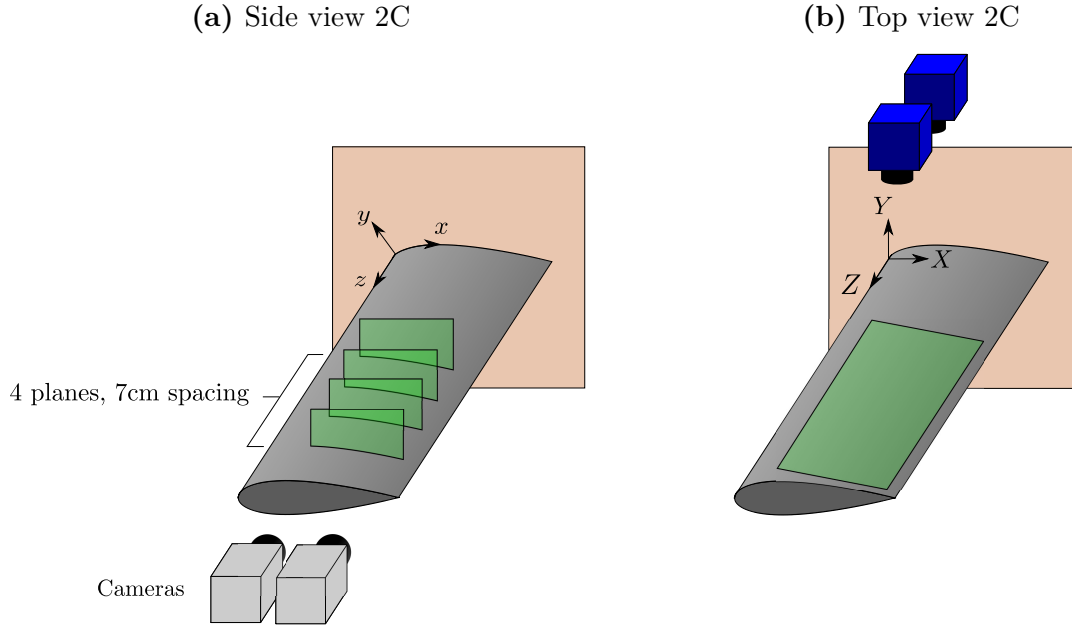 (a) Side view 2C
(b) Top view 2C
y
x
z
Y
X
Z
4 planes, 7cm spacing
Cameras